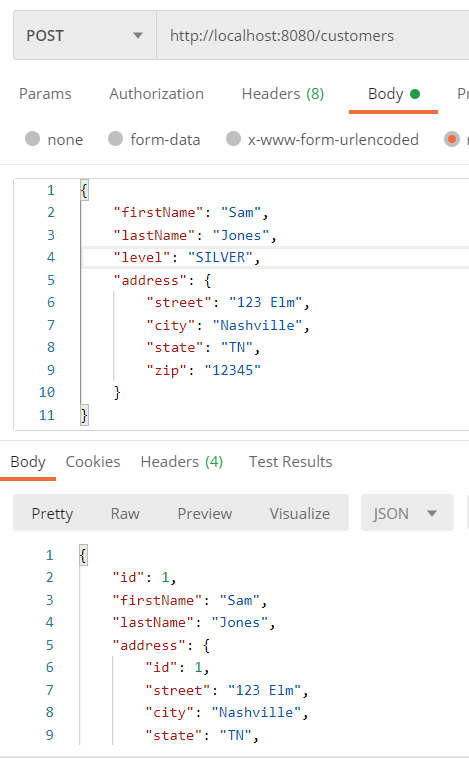 POST http://localhost:8080/customers
Params Authorization Headers (8) Body
none form-data x-www-form-urlencoded
1 {
2 "firstName": "Sam",
3 "lastName": "Jones",
4 "level": "SILVER",
5 "address": {
6 "street": "123 Elm",
7 "city": "Nashville",
8 "state": "TN",
9 "zip": "12345"
10 }
11 }
Body Cookies Headers (4) Test Results
Pretty Raw Preview Visualize JSON
1 {
2 "id": 1,
3 "firstName": "Sam",
4 "lastName": "Jones",
5 "address": {
6 "id": 1,
7 "street": "123 Elm",
8 "city": "Nashville",
9 "state": "TN",